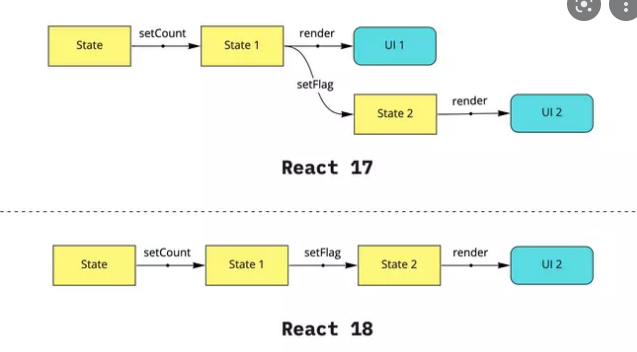 setCount
render
State
State 1
UI 1
setFlag
render
State 2
UI 2
React 17
setCount
setFlag
render
State
State 1
State 2
UI 2
React 18